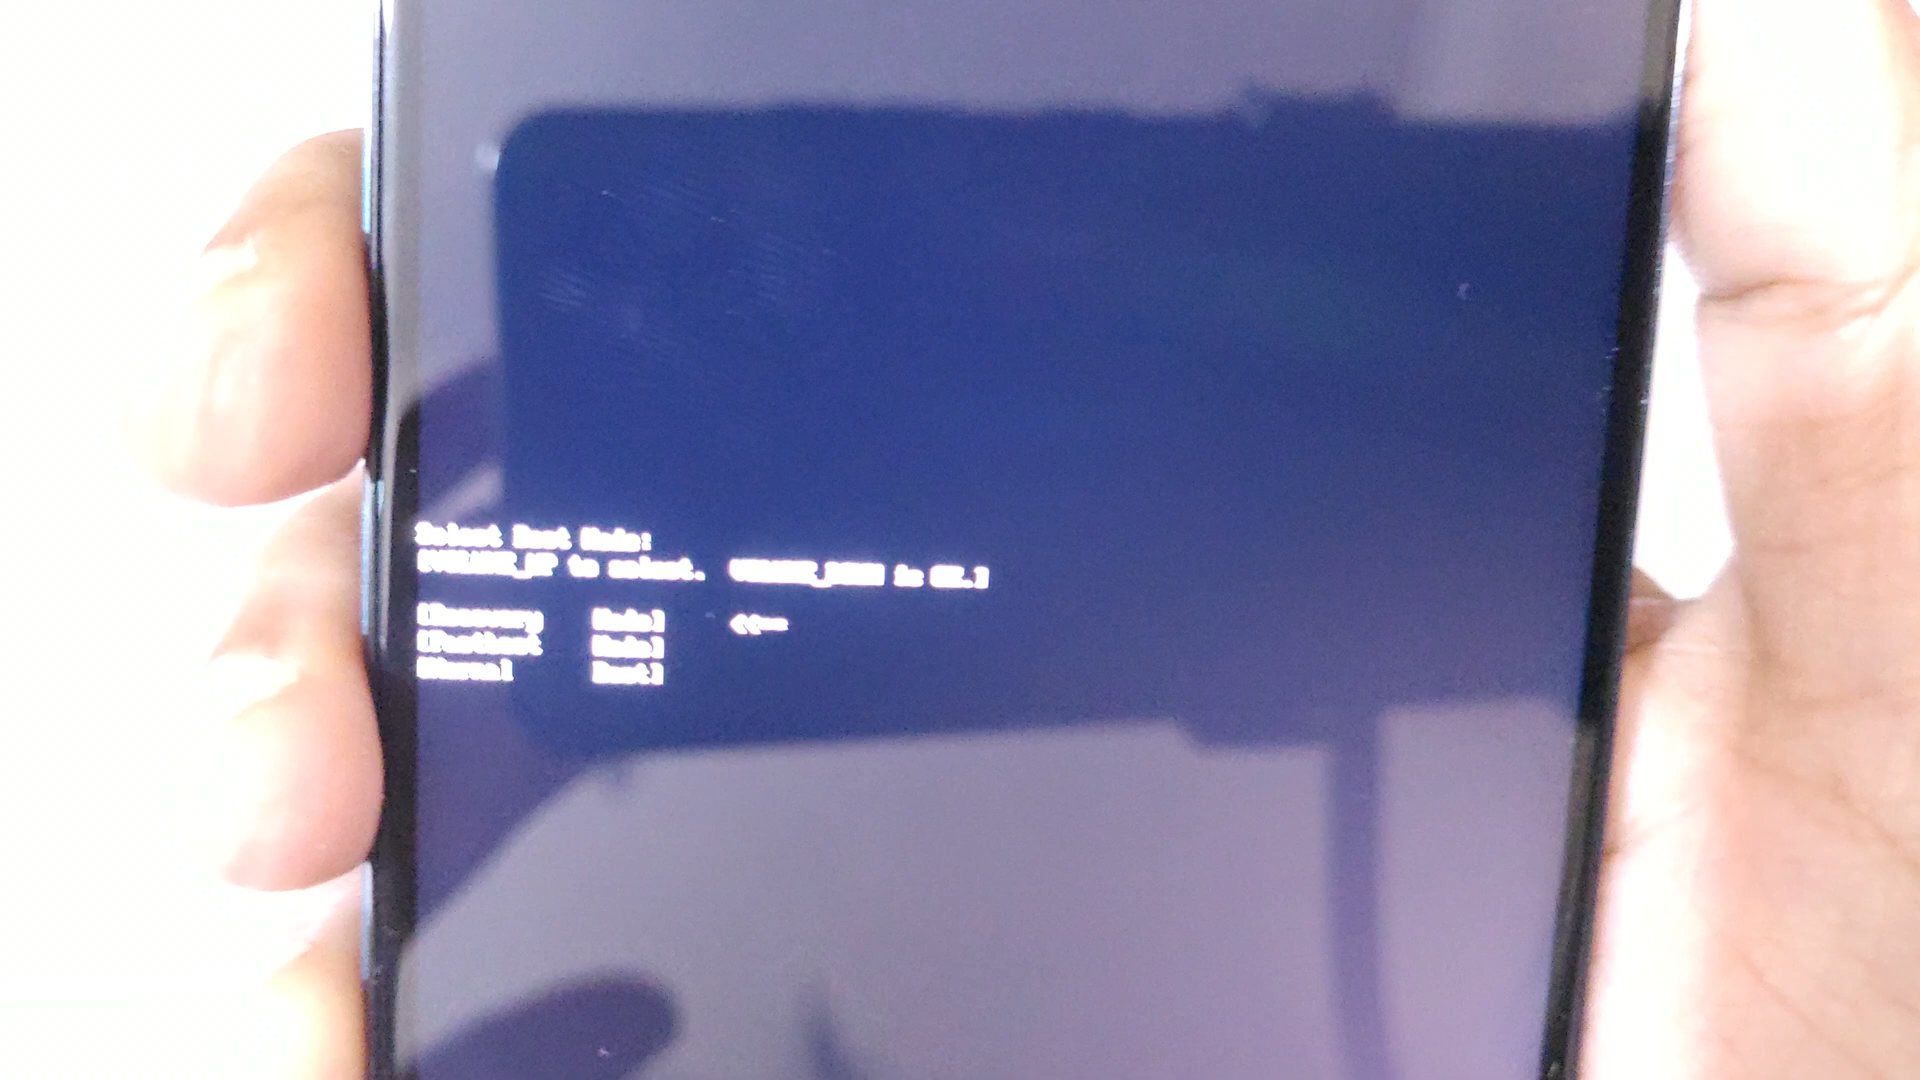 Select Boot Mode:
[VOLUME_UP to select. VOLUME_DOWN is OK.]
[Recovery Mode] <<==
[Fastboot Mode]
[Normal Boot]